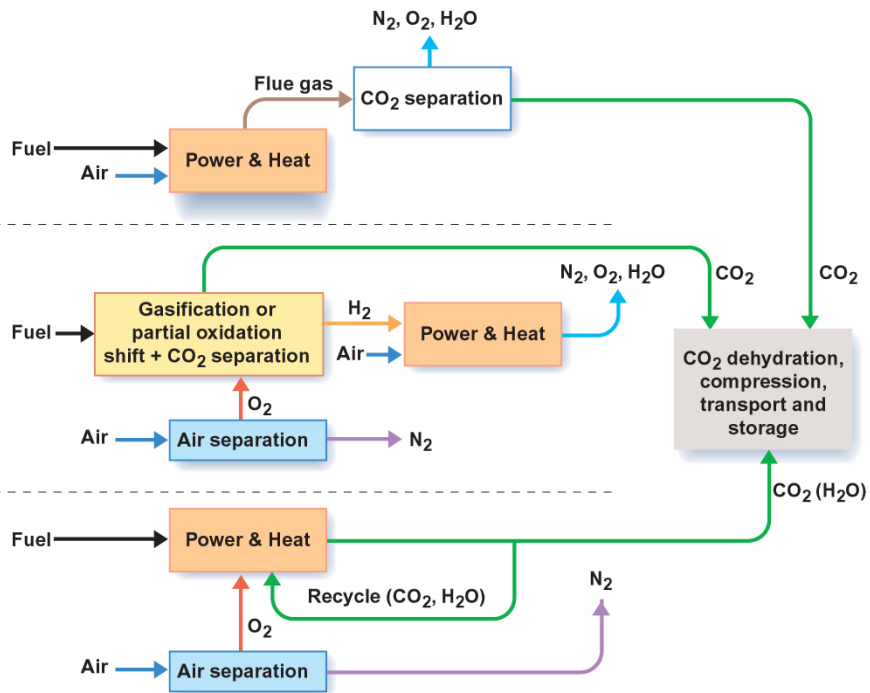 N₂, O₂, H₂O
Flue gas
CO₂ separation
Fuel
Air
Power & Heat
CO₂
CO₂
N₂, O₂, H₂O
Gasification or
partial oxidation
shift + CO₂ separation
Fuel
H₂
Air
Power & Heat
O₂
Air
Air separation
N₂
CO₂ dehydration,
compression,
transport and
storage
CO₂ (H₂O)
Fuel
Power & Heat
Recycle (CO₂, H₂O)
N₂
O₂
Air
Air separation